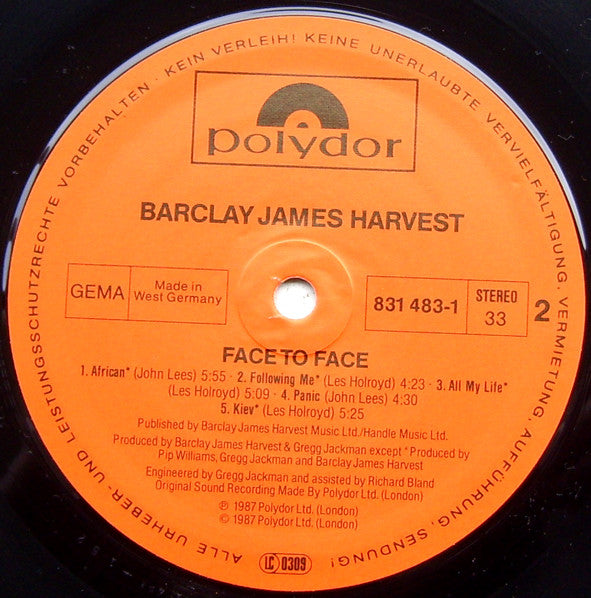 ALLE URHEBER- UND LEISTUNGSSCHUTZRECHTE VORBEHALTEN · KEIN VERLEIH! KEINE UNERLAUBTE VERVIELFÄLTIGUNG, VERMIETUNG, AUFFÜHRUNG, SENDUNG!
polydor
BARCLAY JAMES HARVEST
GEMA
Made in
West Germany
831 483-1
STEREO
33
2
FACE TO FACE
1. African* (John Lees) 5:55 · 2. Following Me* (Les Holroyd) 4:23 · 3. All My Life*
(Les Holroyd) 5:09 · 4. Panic (John Lees) 4:30
5. Kiev* (Les Holroyd) 5:25
Published by Barclay James Harvest Music Ltd./Handle Music Ltd.
Produced by Barclay James Harvest & Gregg Jackman except *Produced by
Pip Williams, Gregg Jackman and Barclay James Harvest
Engineered by Gregg Jackman and assisted by Richard Bland
Original Sound Recording Made By Polydor Ltd. (London)
℗ 1987 Polydor Ltd. (London)
© 1987 Polydor Ltd. (London)
LC 0309